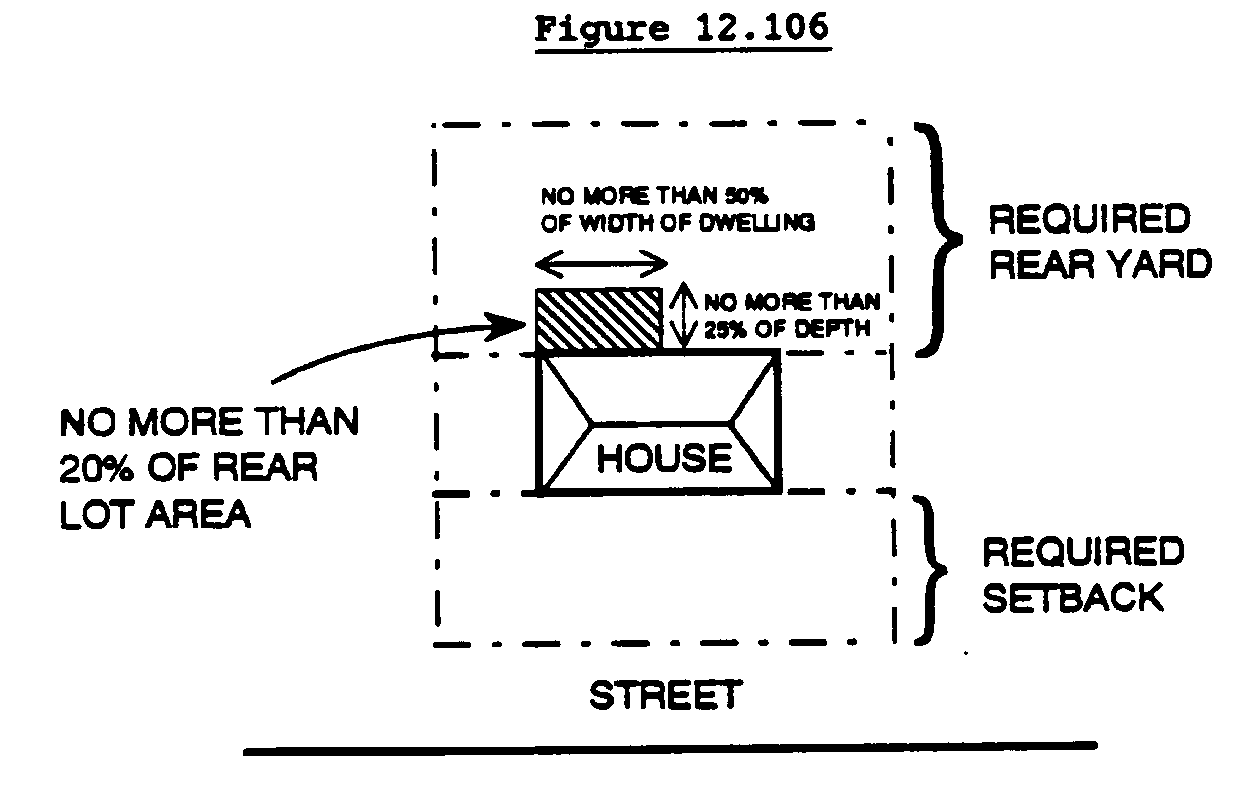 Figure 12.106
NO MORE THAN 50%
OF WIDTH OF DWELLING
REQUIRED
REAR YARD
NO MORE THAN
25% OF DEPTH
NO MORE THAN
20% OF REAR
LOT AREA
HOUSE
REQUIRED
SETBACK
STREET